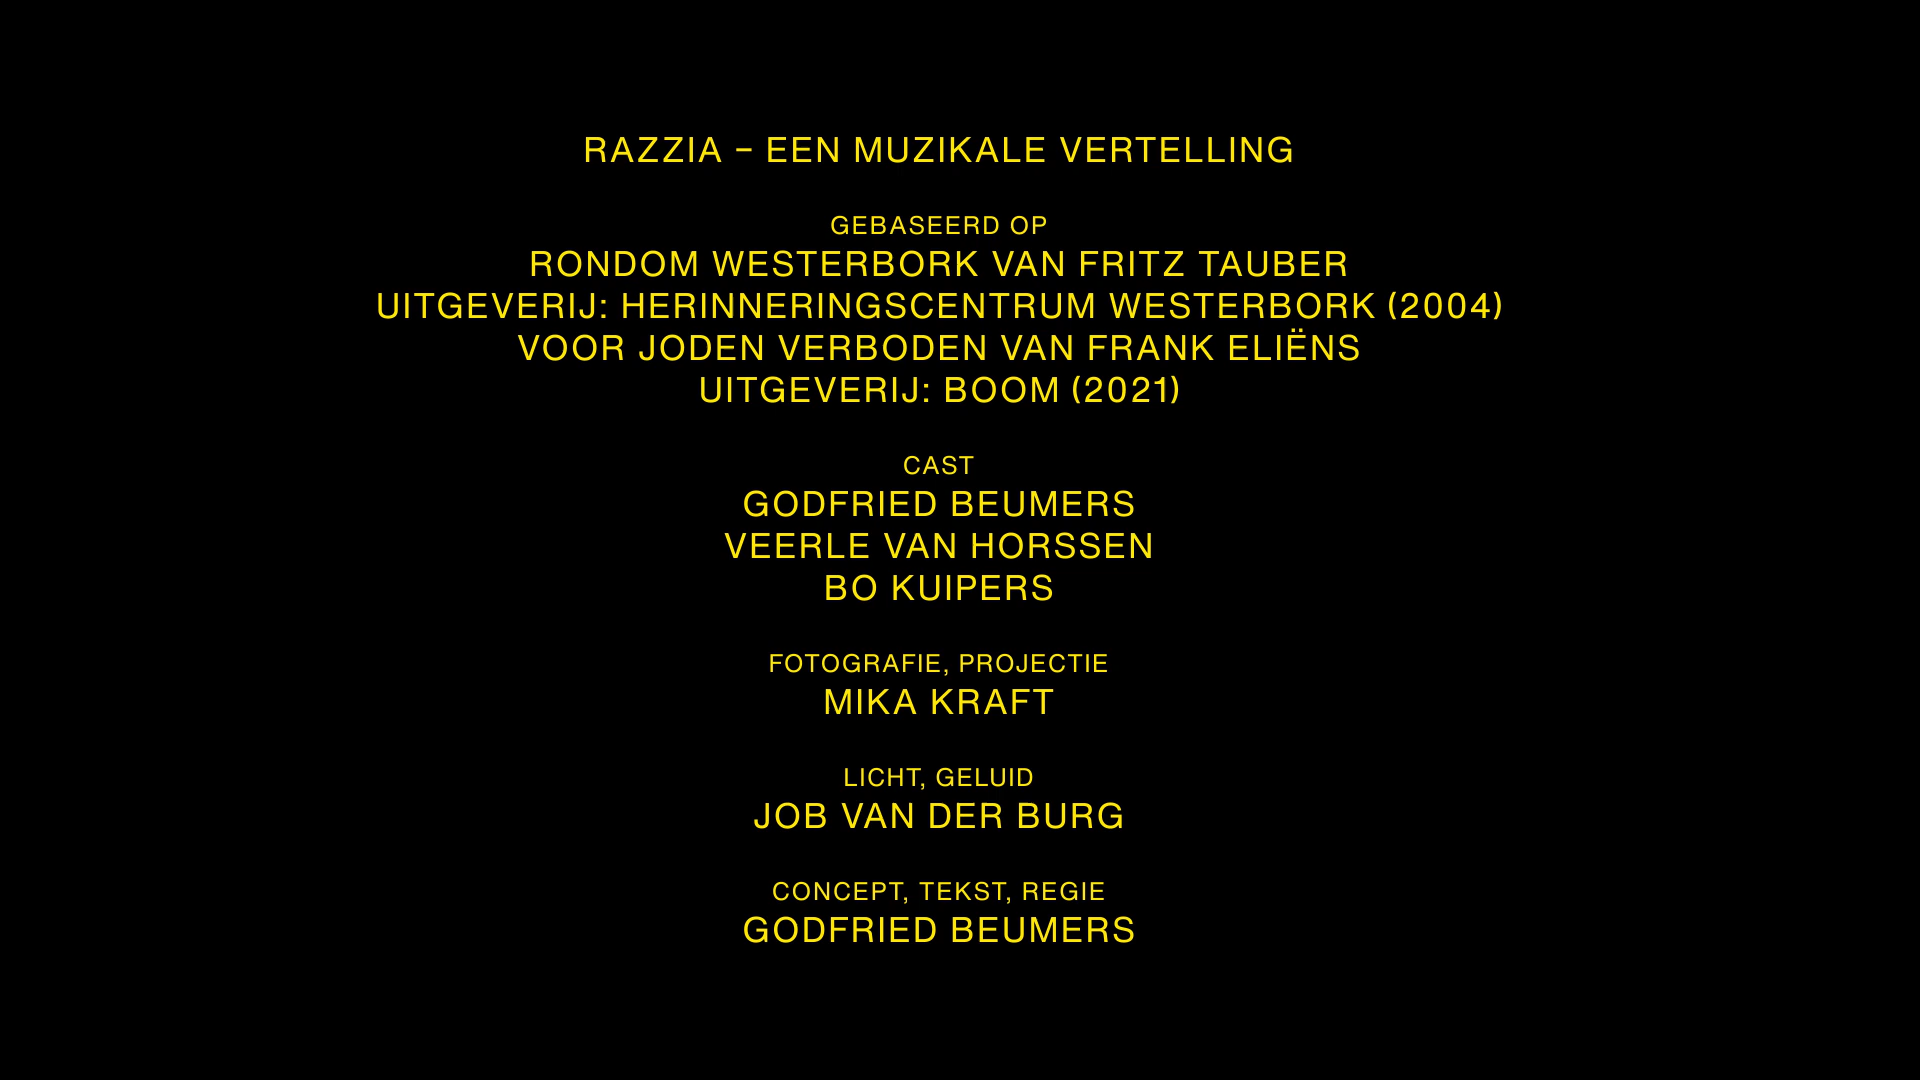 RAZZIA – EEN MUZIKALE VERTELLING
GEBASEERD OP
RONDOM WESTERBORK VAN FRITZ TAUBER
UITGEVERIJ: HERINNERINGSCENTRUM WESTERBORK (2004)
VOOR JODEN VERBODEN VAN FRANK ELIËNS
UITGEVERIJ: BOOM (2021)
CAST
GODFRIED BEUMERS
VEERLE VAN HORSSEN
BO KUIPERS
FOTOGRAFIE, PROJECTIE
MIKA KRAFT
LICHT, GELUID
JOB VAN DER BURG
CONCEPT, TEKST, REGIE
GODFRIED BEUMERS